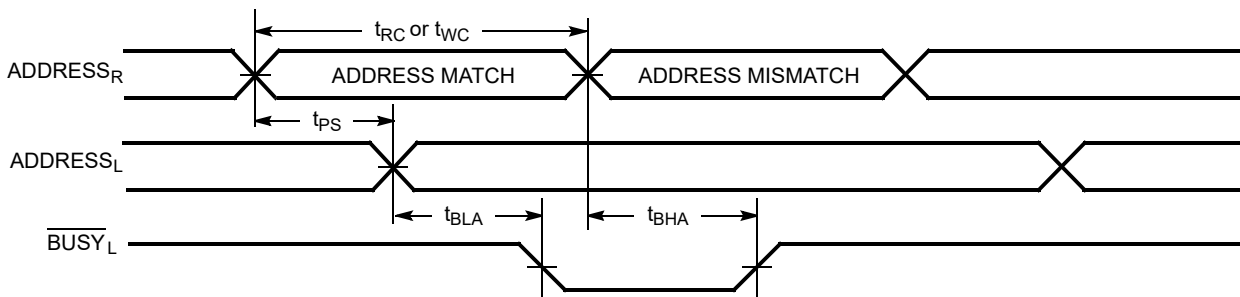 tRC or tWC
ADDRESSR
ADDRESS MATCH
ADDRESS MISMATCH
tPS
ADDRESSL
tBLA
tBHA
BUSYL